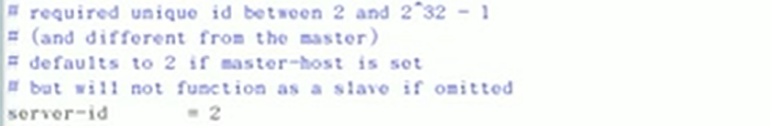 # required unique id between 2 and 2^32 - 1
# (and different from the master)
# defaults to 2 if master-host is set
# but will not function as a slave if omitted
server-id = 2